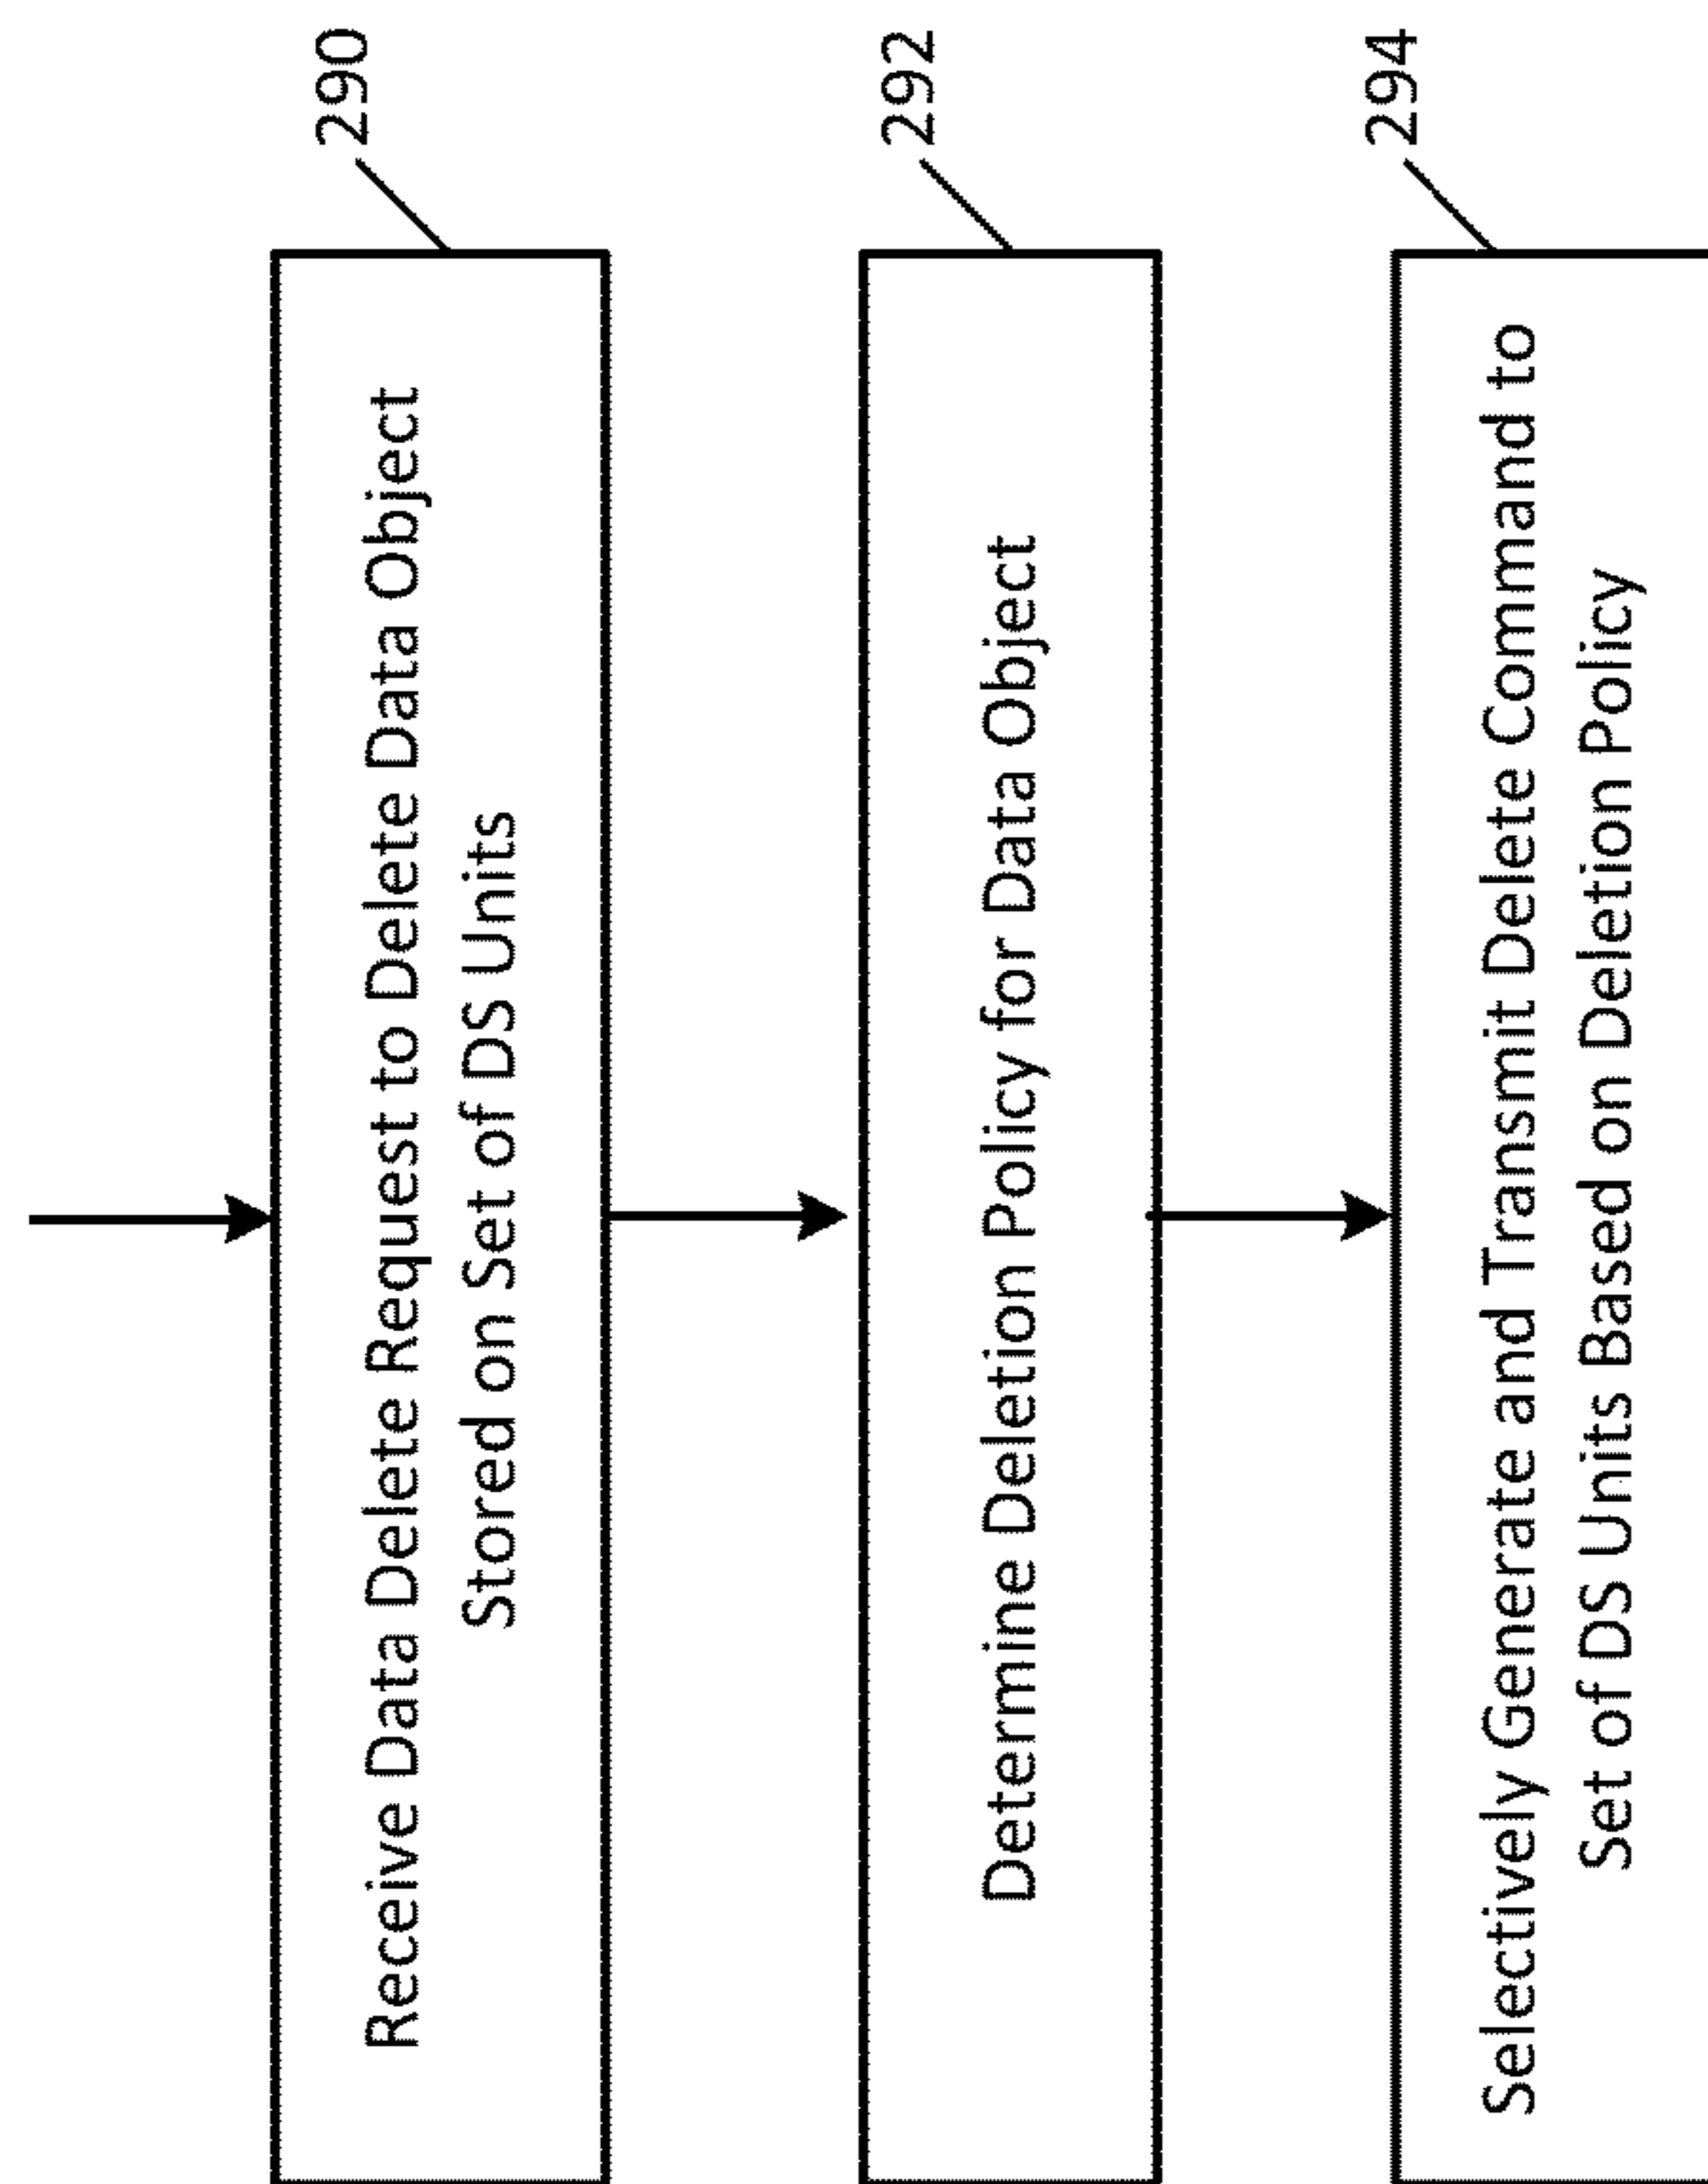 290
Receive Data Delete Request to Delete Data Object
Stored on Set of DS Units
292
Determine Deletion Policy for Data Object
294
Selectively Generate and Transmit Delete Command to
Set of DS Units Based on Deletion Policy